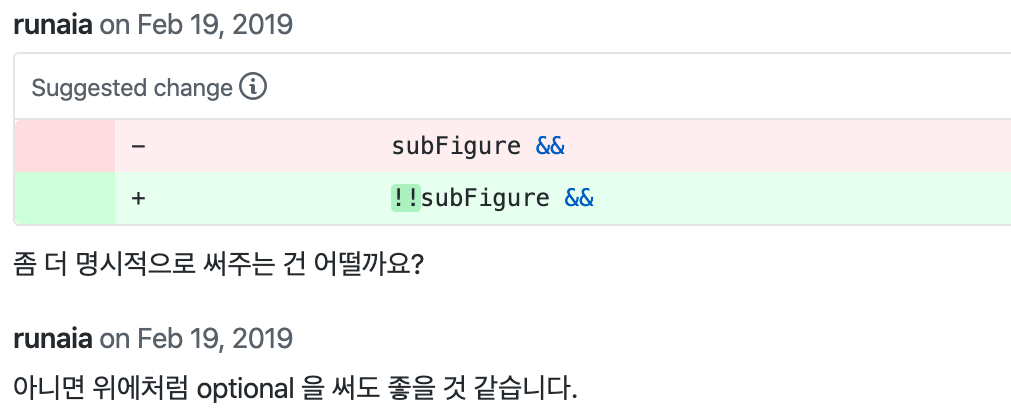 runaia on Feb 19, 2019
Suggested change
- subFigure &&
+ !!subFigure &&
좀 더 명시적으로 써주는 건 어떨까요?
runaia on Feb 19, 2019
아니면 위에처럼 optional 을 써도 좋을 것 같습니다.